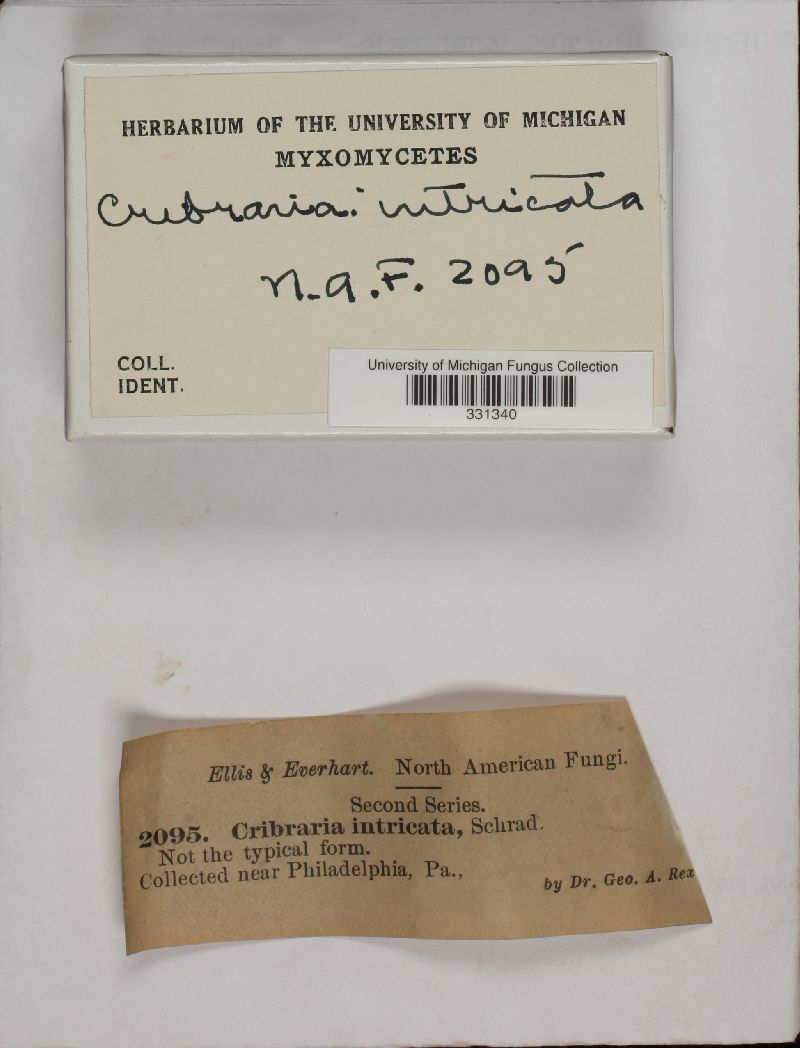 HERBARIUM OF THE UNIVERSITY OF MICHIGAN
MYXOMYCETES
Cribraria intricata
N.A.F. 2095
COLL.
IDENT.
University of Michigan Fungus Collection
331340
Ellis & Everhart. North American Fungi.
Second Series.
2095. Cribraria intricata, Schrad.
Not the typical form.
Collected near Philadelphia, Pa.,
by Dr. Geo. A. Rex